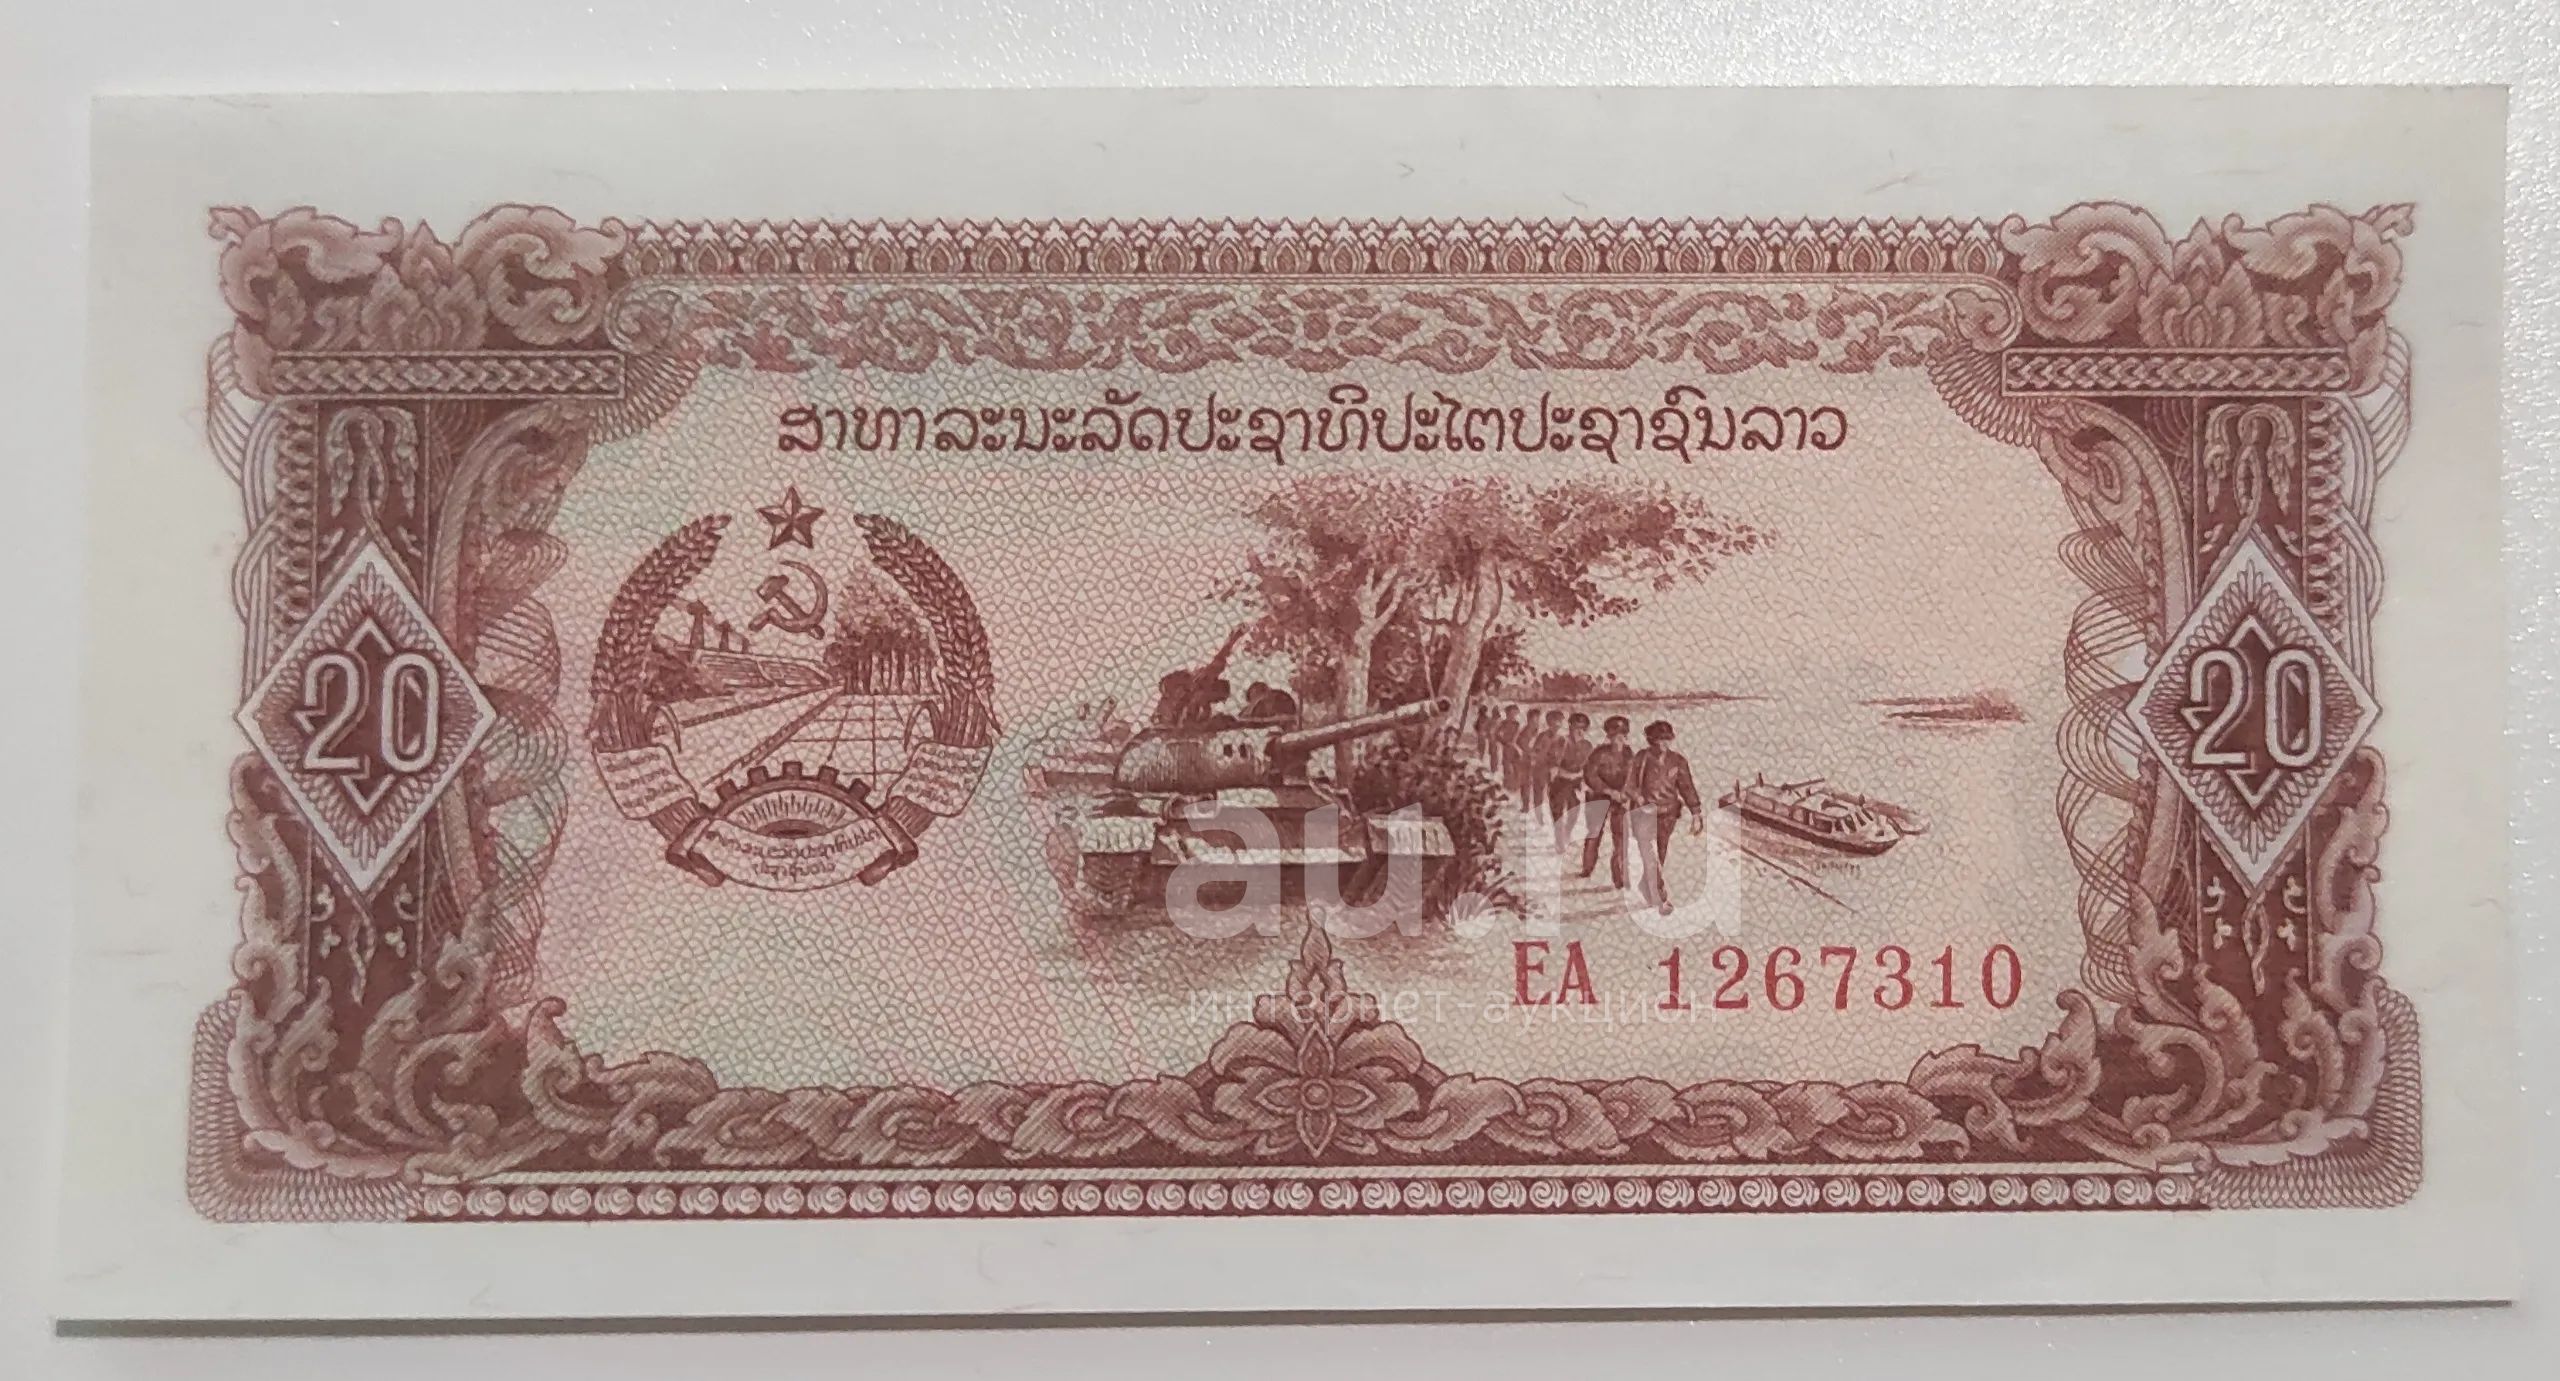 ສາທາລະນະລັດປະຊາທິປະໄຕປະຊາຊົນລາວ
20
20
au.ru
EA 1267310
интернет-аукцион